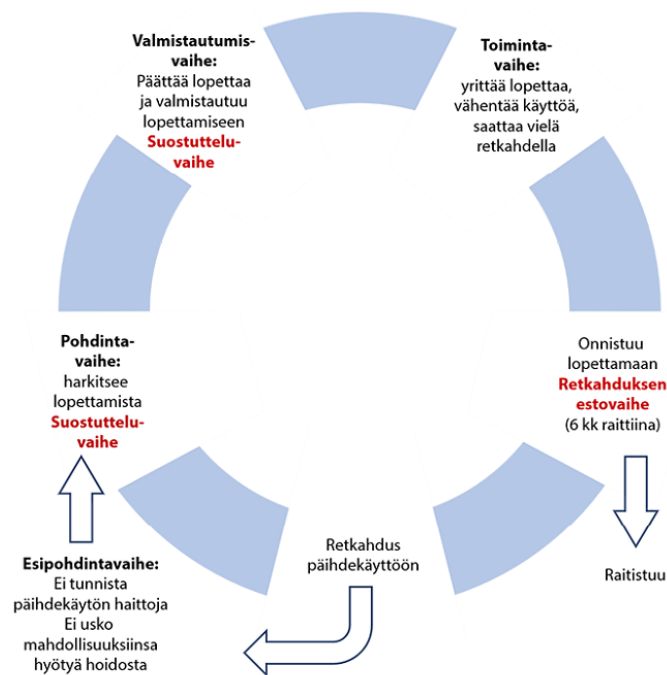 Valmistautumis-
vaihe:
Päättää lopettaa
ja valmistautuu
lopettamiseen
Suostuttelu-
vaihe
Toiminta-
vaihe:
yrittää lopettaa,
vähentää käyttöä,
saattaa vielä
retkahdella
Pohdinta-
vaihe:
harkitsee
lopettamista
Suostuttelu-
vaihe
Onnistuu
lopettamaan
Retkahduksen
estovaihe
(6 kk raittiina)
Esipohdintavaihe:
Ei tunnista
päihdekäytön haittoja
Ei usko
mahdollisuuksiinsa
hyötyä hoidosta
Retkahdus
päihdekäyttöön
Raitistuu